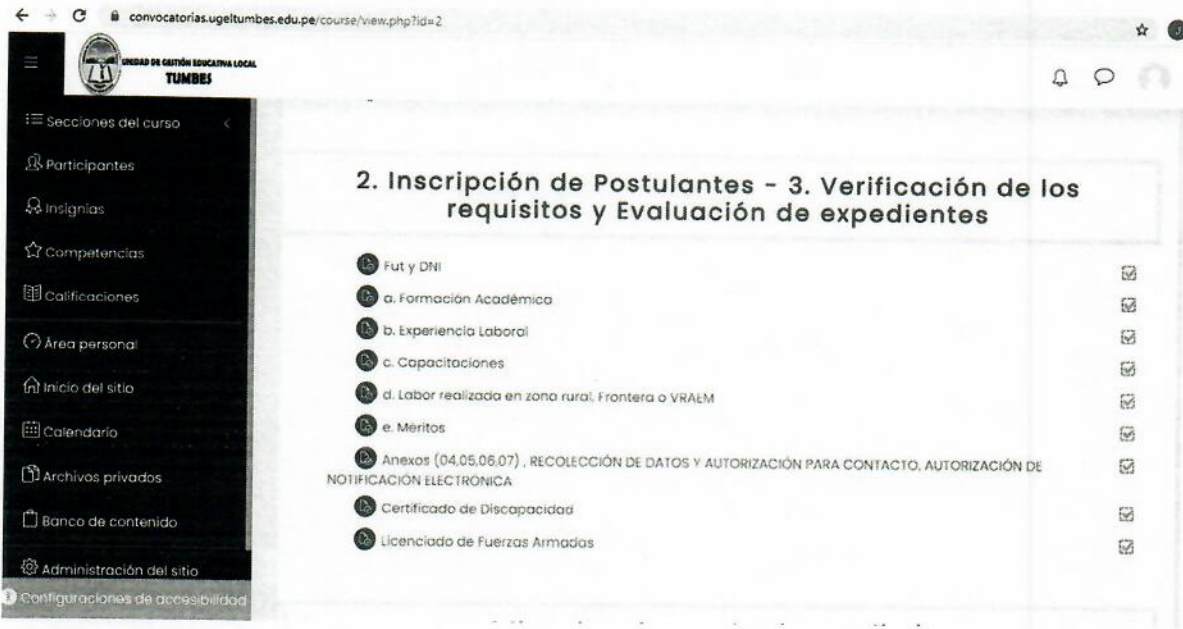 convocatorias.ugeltumbes.edu.pe/course/view.php?id=2
J
UNIDAD DE GESTIÓN EDUCATIVA LOCAL
TUMBES
Secciones del curso
Participantes
Insignias
Competencias
Calificaciones
Área personal
Inicio del sitio
Calendario
Archivos privados
Banco de contenido
Administración del sitio
Configuraciones de accesibilidad
2. Inscripción de Postulantes - 3. Verificación de los
requisitos y Evaluación de expedientes
Fut y DNI
a. Formación Académica
b. Experiencia Laboral
c. Capacitaciones
d. Labor realizada en zona rural, Frontera o VRAEM
e. Meritos
Anexos (04,05,06,07) , RECOLECCIÓN DE DATOS Y AUTORIZACIÓN PARA CONTACTO, AUTORIZACIÓN DE
NOTIFICACIÓN ELECTRONICA
Certificado de Discapacidad
Licenciado de Fuerzas Armadas